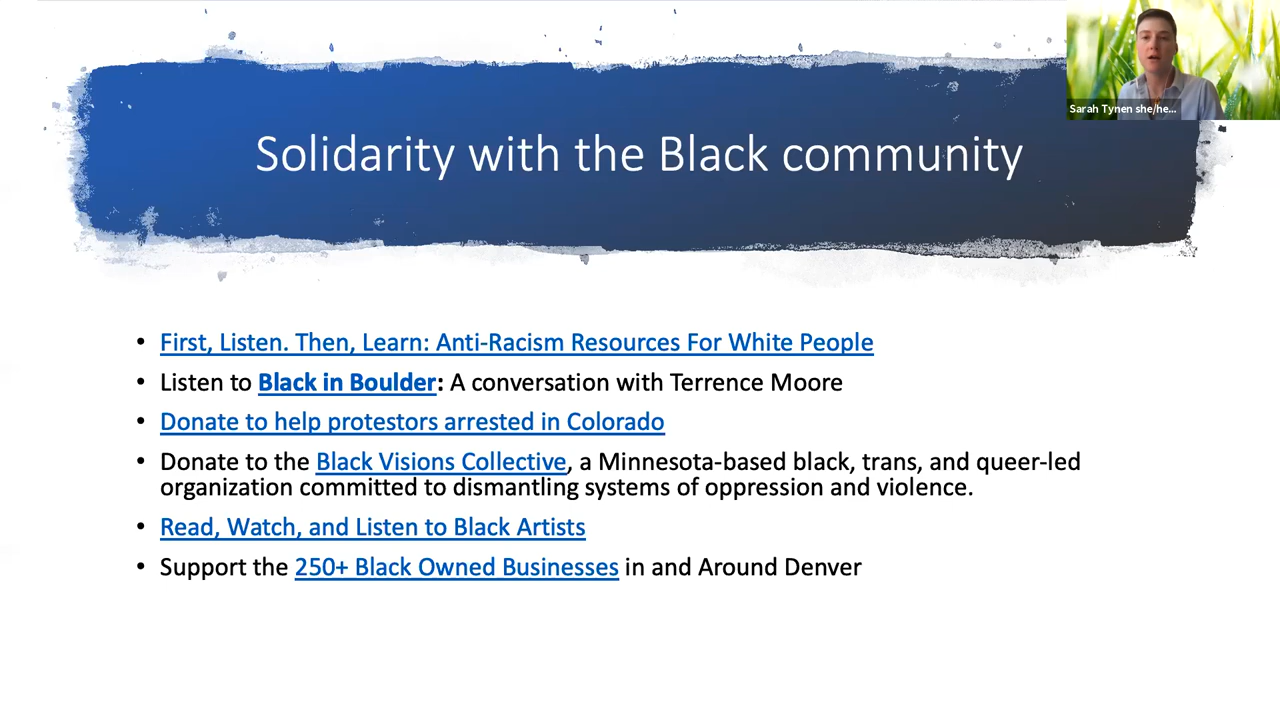 Sarah Tynen she/he...
Solidarity with the Black community
• First, Listen. Then, Learn: Anti-Racism Resources For White People
• Listen to Black in Boulder: A conversation with Terrence Moore
• Donate to help protestors arrested in Colorado
• Donate to the Black Visions Collective, a Minnesota-based black, trans, and queer-led
organization committed to dismantling systems of oppression and violence.
• Read, Watch, and Listen to Black Artists
• Support the 250+ Black Owned Businesses in and Around Denver